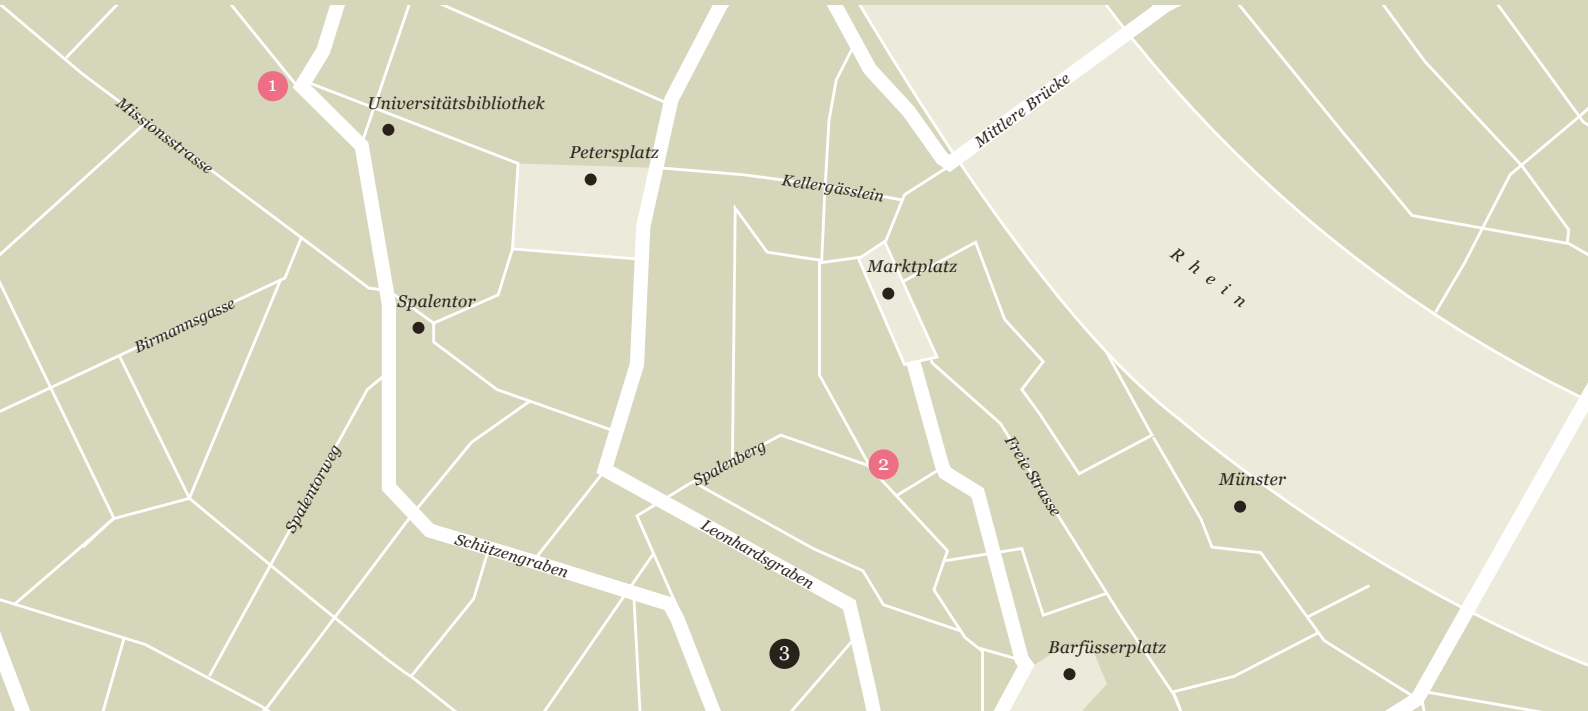 1
Universitätsbibliothek
Mittlere Brücke
Missionsstrasse
Petersplatz
Kellergässlein
Rhein
Marktplatz
Spalentor
Birmannsgasse
Spalenberg
2
Freie Strasse
Spalentorweg
Münster
Schützengraben
Leonhardsgraben
3
Barfüsserplatz